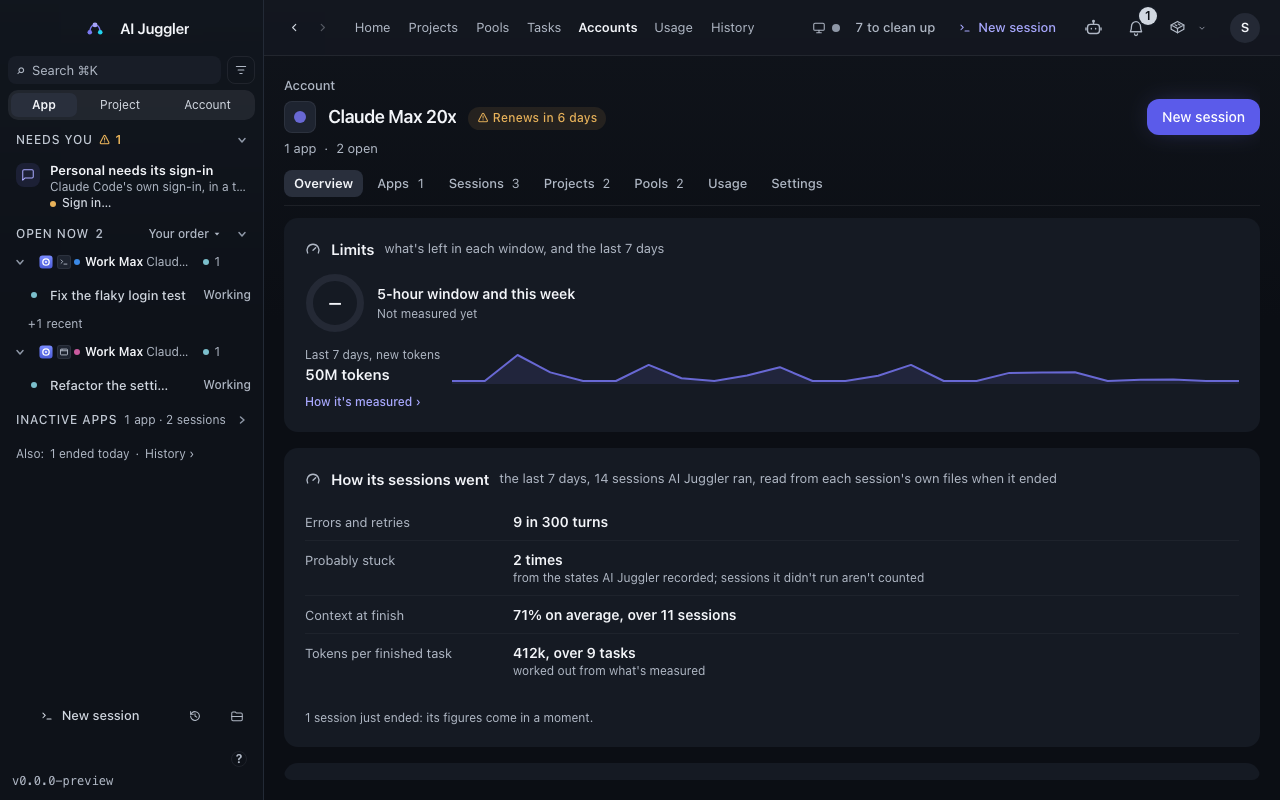 AI Juggler
Search ⌘K
App Project Account
NEEDS YOU 1
Personal needs its sign-in
Claude Code's own sign-in, in a t…
Sign in…
OPEN NOW 2 Your order
Work Max Claud… 1
Fix the flaky login test Working
+1 recent
Work Max Claud… 1
Refactor the setti… Working
INACTIVE APPS 1 app · 2 sessions
Also: 1 ended today · History ›
New session
?
v0.0.0-preview
Home Projects Pools Tasks Accounts Usage History
7 to clean up
New session
1
S
Account
Claude Max 20x
Renews in 6 days
New session
1 app · 2 open
Overview Apps 1 Sessions 3 Projects 2 Pools 2 Usage Settings
Limits what's left in each window, and the last 7 days
–
5-hour window and this week
Not measured yet
Last 7 days, new tokens
50M tokens
How it's measured ›
How its sessions went the last 7 days, 14 sessions AI Juggler ran, read from each session's own files when it ended
Errors and retries 9 in 300 turns
Probably stuck 2 times
from the states AI Juggler recorded; sessions it didn't run aren't counted
Context at finish 71% on average, over 11 sessions
Tokens per finished task 412k, over 9 tasks
worked out from what's measured
1 session just ended: its figures come in a moment.